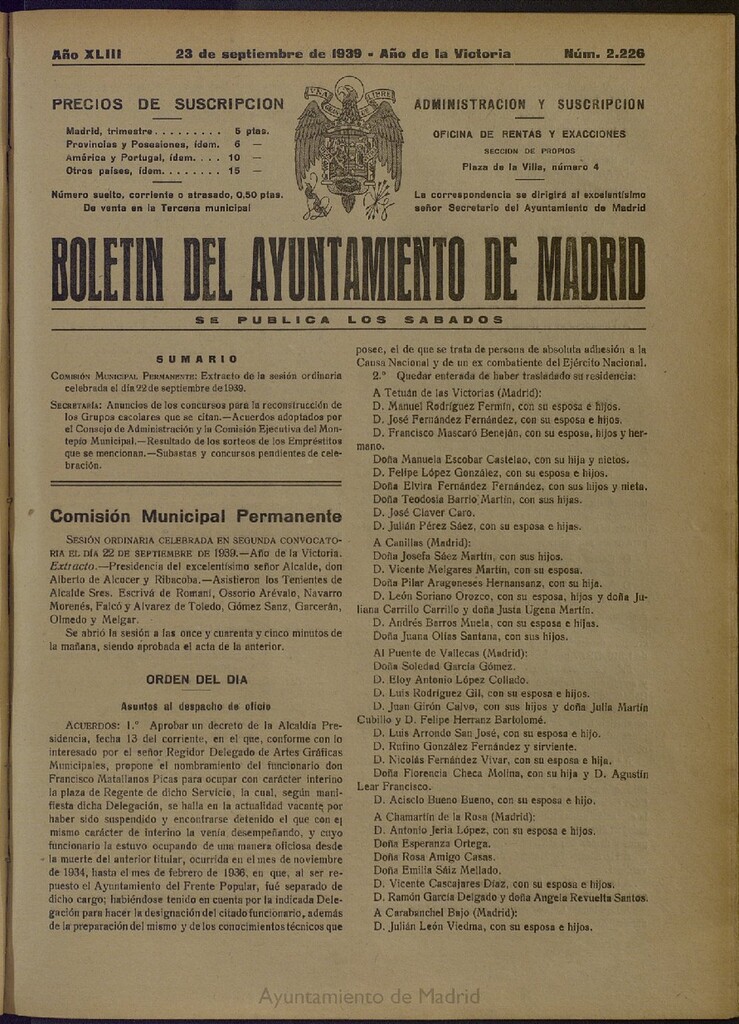 Año XLIII
23 de septiembre de 1939 - Año de la Victoria
Núm. 2.226
PRECIOS DE SUSCRIPCION
Madrid, trimestre......... 5 ptas.
Provincias y Posesiones, ídem. 6 —
América y Portugal, ídem.... 10 —
Otros países, ídem........ 15 —
Número suelto, corriente o atrasado, 0,50 ptas.
De venta en la Tercena municipal
UNA
LIBRE
ADMINISTRACION Y SUSCRIPCION
OFICINA DE RENTAS Y EXACCIONES
SECCION DE PROPIOS
Plaza de la Villa, número 4
La correspondencia se dirigirá al excelentísimo
señor Secretario del Ayuntamiento de Madrid
BOLETIN DEL AYUNTAMIENTO DE MADRID
SE PUBLICA LOS SABADOS
SUMARIO
COMISIÓN MUNICIPAL PERMANENTE: Extracto de la sesión ordinaria
celebrada el día 22 de septiembre de 1939.
SECRETARÍA: Anuncios de los concursos para la reconstrucción de
los Grupos escolares que se citan.—Acuerdos adoptados por
el Consejo de Administración y la Comisión Ejecutiva del Mon-
tepío Municipal.—Resultado de los sorteos de los Empréstitos
que se mencionan.—Subastas y concursos pendientes de cele-
bración.
Comisión Municipal Permanente
SESIÓN ORDINARIA CELEBRADA EN SEGUNDA CONVOCATO-
RIA EL DÍA 22 DE SEPTIEMBRE DE 1939.—Año de la Victoria.
Extracto.—Presidencia del excelentísimo señor Alcalde, don
Alberto de Alcocer y Ribacoba.—Asistieron los Tenientes de
Alcalde Sres. Escrivá de Romaní, Ossorio Arévalo, Navarro
Morenés, Falcó y Alvarez de Toledo, Gómez Sanz, Garcerán,
Olmedo y Melgar.
Se abrió la sesión a las once y cuarenta y cinco minutos de
la mañana, siendo aprobada el acta de la anterior.
ORDEN DEL DIA
Asuntos al despacho de oficio
ACUERDOS: 1.º Aprobar un decreto de la Alcaldía Pre-
sidencia, fecha 13 del corriente, en el que, conforme con lo
interesado por el señor Regidor Delegado de Artes Gráficas
Municipales, propone el nombramiento del funcionario don
Francisco Matallanos Picas para ocupar con carácter interino
la plaza de Regente de dicho Servicio, la cual, según mani-
fiesta dicha Delegación, se halla en la actualidad vacante por
haber sido suspendido y encontrarse detenido el que con el
mismo carácter de interino la venía desempeñando, y cuyo
funcionario la estuvo ocupando de una manera oficiosa desde
la muerte del anterior titular, ocurrida en el mes de noviembre
de 1934, hasta el mes de febrero de 1936, en que, al ser re-
puesto el Ayuntamiento del Frente Popular, fué separado de
dicho cargo; habiéndose tenido en cuenta por la indicada Dele-
gación para hacer la designación del citado funcionario, además
de la preparación del mismo y de los conocimientos técnicos que
posee, el de que se trata de persona de absoluta adhesión a la
Causa Nacional y de un ex combatiente del Ejército Nacional.
2.º Quedar enterada de haber trasladado su residencia:
A Tetuán de las Victorias (Madrid):
D. Manuel Rodríguez Fermín, con su esposa e hijos.
D. José Fernández Fernández, con su esposa e hijos.
D. Francisco Mascaró Beneján, con su esposa, hijos y her-
mano.
Doña Manuela Escobar Castelao, con su hija y nietos.
D. Felipe López González, con su esposa e hijos.
Doña Elvira Fernández Fernández, con sus hijos y nieta.
Doña Teodosia Barrio Martín, con sus hijas.
D. José Claver Caro.
D. Julián Pérez Sáez, con su esposa e hijas.
A Canillas (Madrid):
Doña Josefa Sáez Martín, con sus hijos.
D. Vicente Melgares Martín, con su esposa.
Doña Pilar Aragoneses Hernansanz, con su hija.
D. León Soriano Orozco, con su esposa, hijos y doña Ju-
liana Carrillo Carrillo y doña Justa Ugena Martín.
D. Andrés Barros Muela, con su esposa e hijas.
Doña Juana Olías Santana, con sus hijos.
Al Puente de Vallecas (Madrid):
Doña Soledad García Gómez.
D. Eloy Antonio López Collado.
D. Luis Rodríguez Gil, con su esposa e hijos.
D. Juan Girón Calvo, con sus hijos y doña Julia Martín
Cubillo y D. Felipe Herranz Bartolomé.
D. Luis Arrondo San José, con su esposa e hijo.
D. Rufino González Fernández y sirviente.
D. Nicolás Fernández Vivar, con su esposa e hija.
Doña Florencia Checa Molina, con su hija y D. Agustín
Lear Francisco.
D. Acisclo Bueno Bueno, con su esposa e hijo.
A Chamartín de la Rosa (Madrid):
D. Antonio Jeria López, con su esposa e hijos.
Doña Esperanza Ortega.
Doña Rosa Amigo Casas.
Doña Emilia Sáiz Mellado.
D. Vicente Cascajares Díaz, con su esposa e hijos.
D. Ramón García Delgado y doña Angela Revuelta Santos.
A Carabanchel Bajo (Madrid):
D. Julián León Viedma, con su esposa e hijos.
Ayuntamiento de Madrid